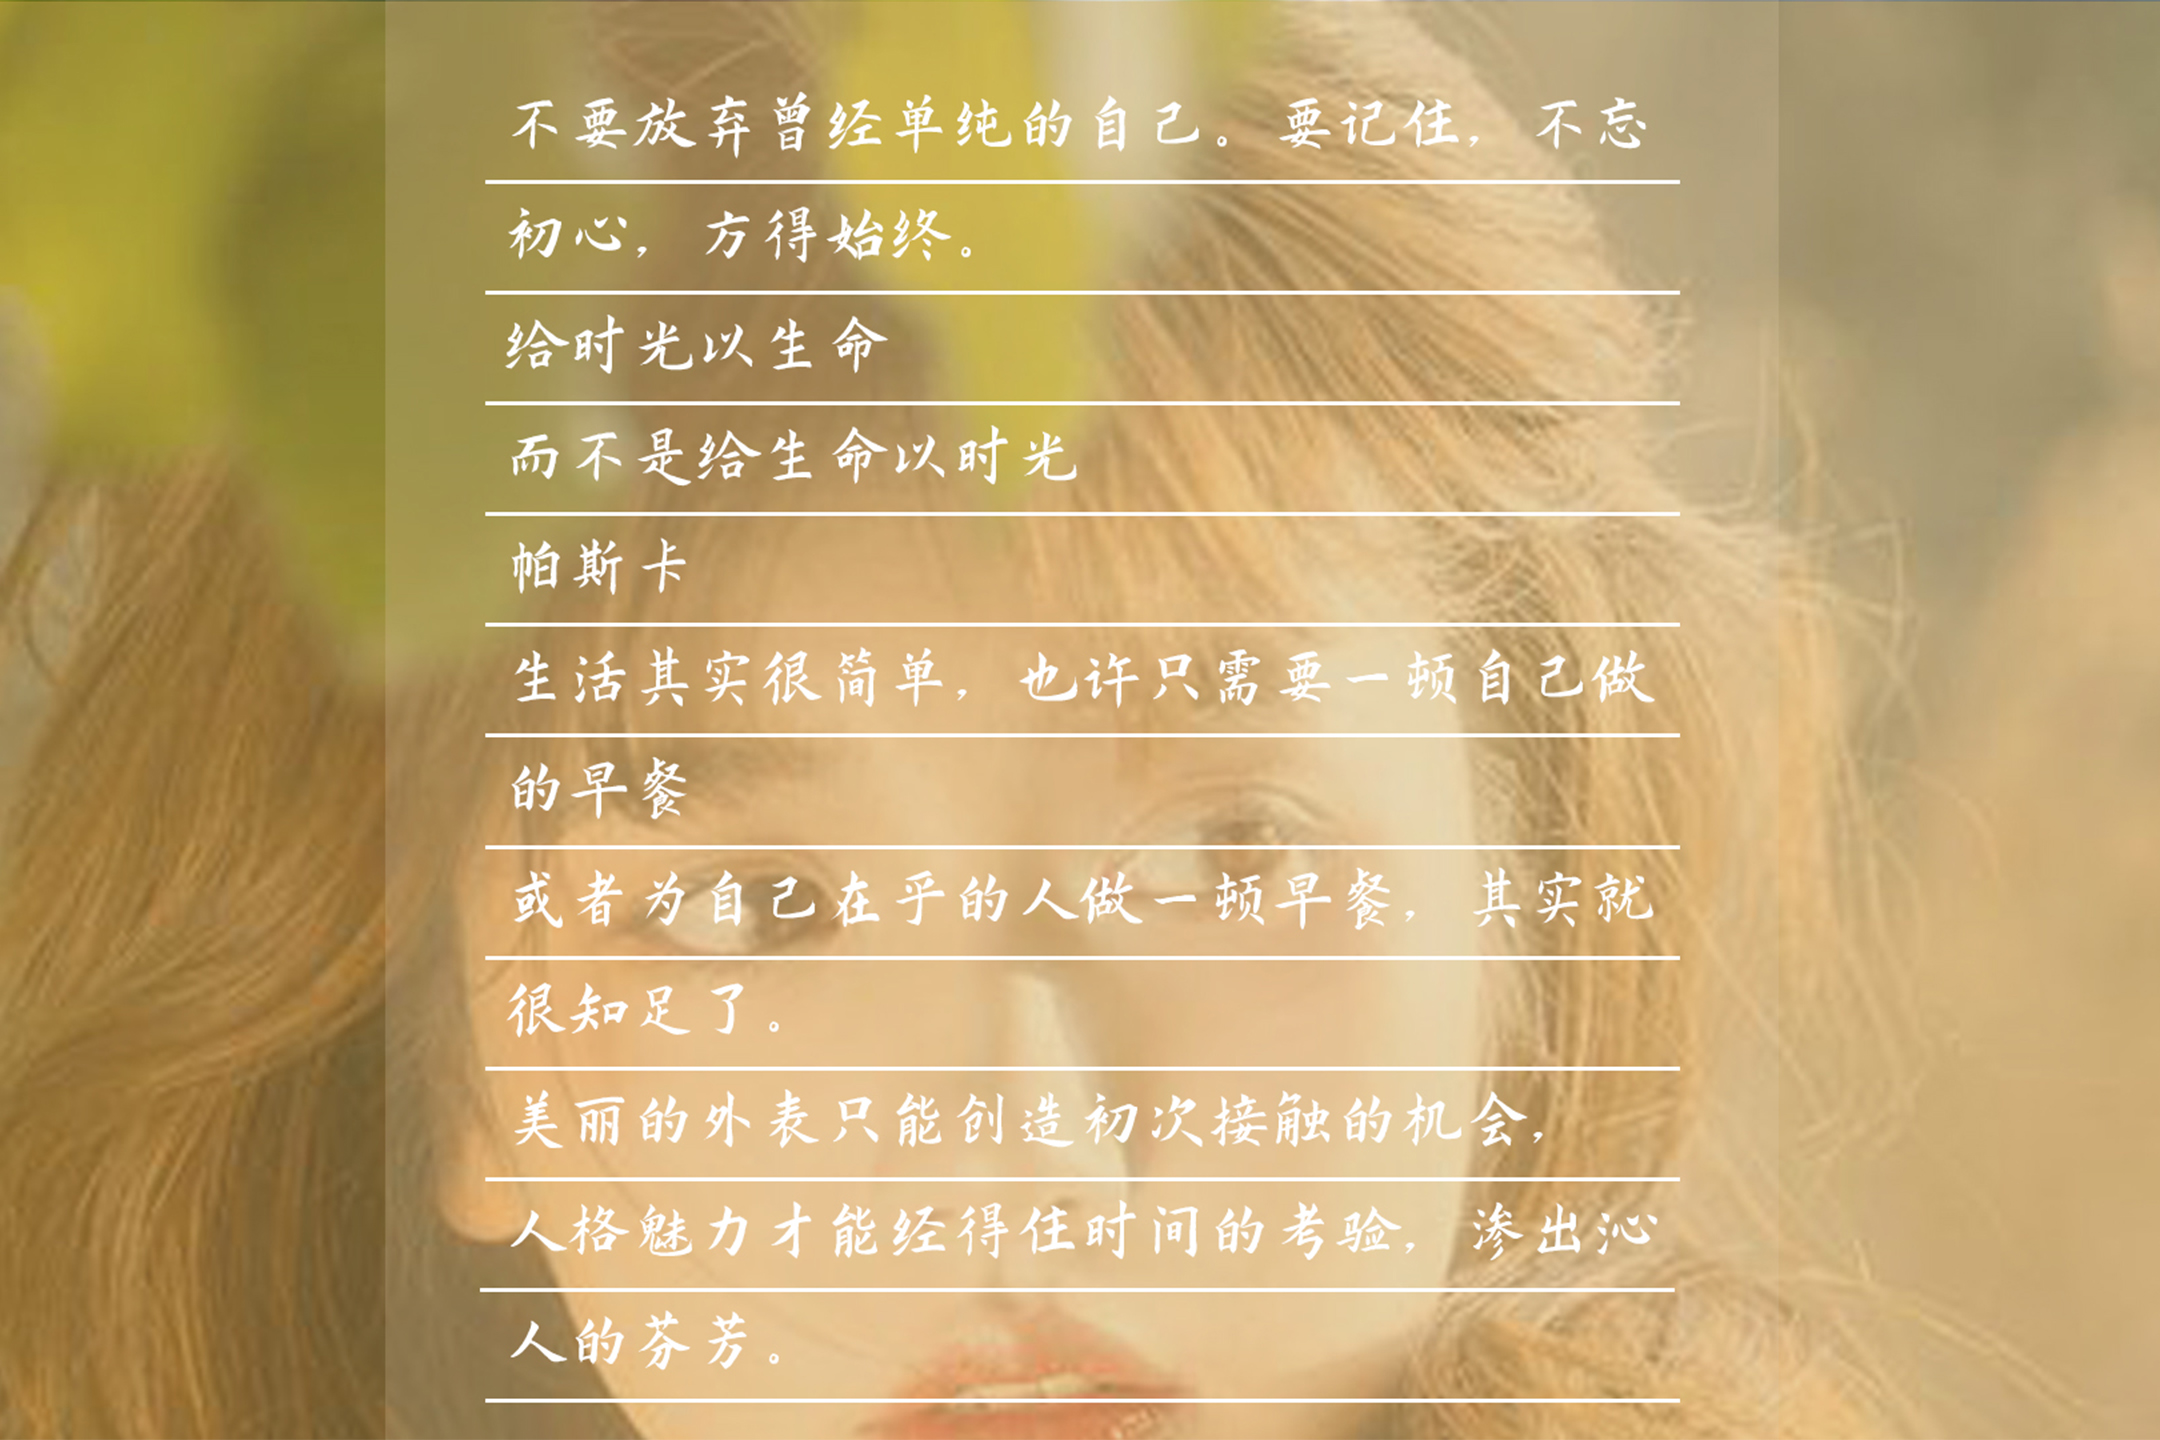 不要放弃曾经单纯的自己。要记住，不忘
初心，方得始终。
给时光以生命
而不是给生命以时光
帕斯卡
生活其实很简单，也许只需要一顿自己做
的早餐
或者为自己在乎的人做一顿早餐，其实就
很知足了。
美丽的外表只能创造初次接触的机会，
人格魅力才能经得住时间的考验，渗出沁
人的芬芳。